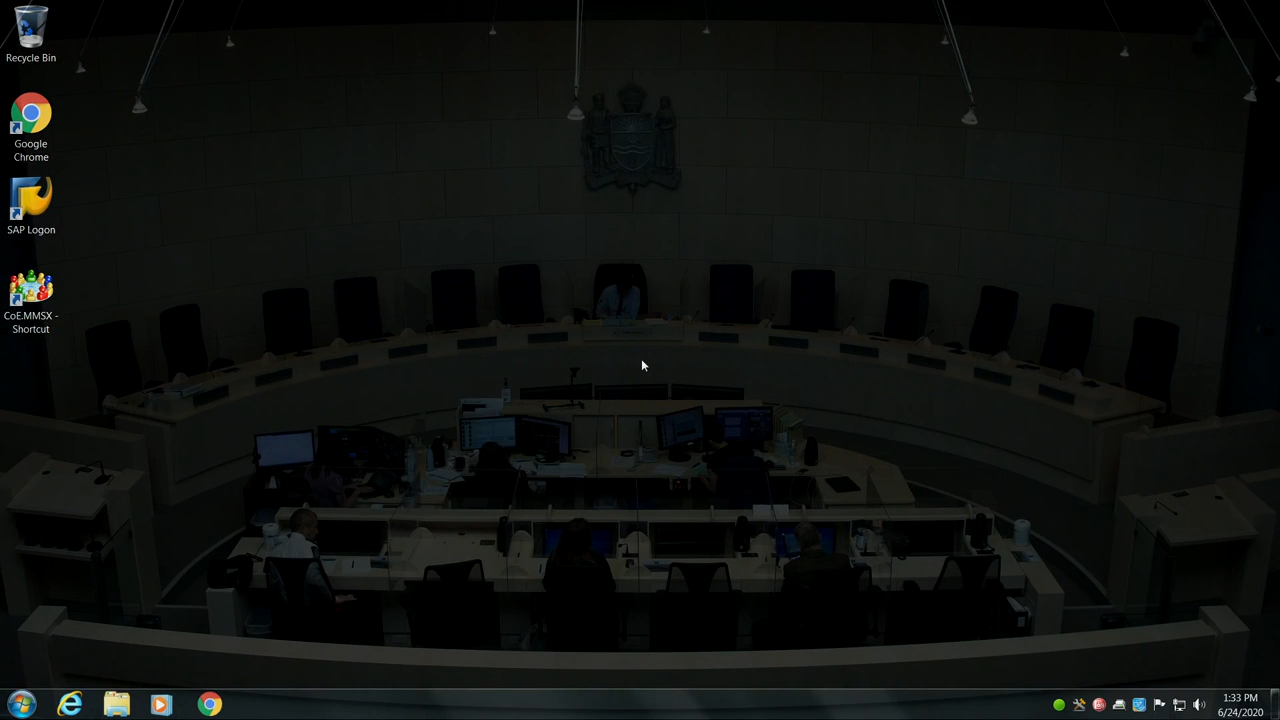 Recycle Bin
Google
Chrome
SAP Logon
CoE.MMSX -
Shortcut
1:33 PM
6/24/2020